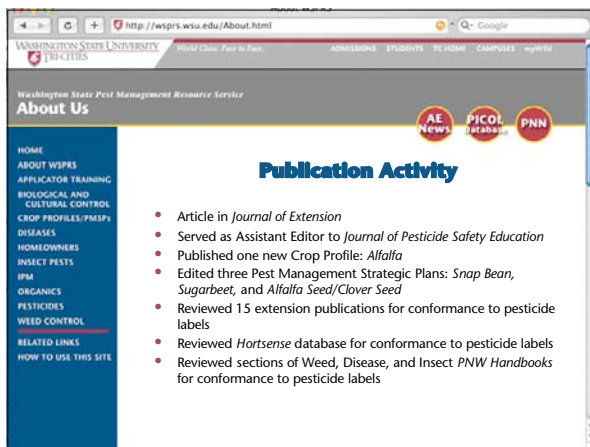 About WSPRS
http://wsprs.wsu.edu/About.html
Google
WASHINGTON STATE UNIVERSITY
TRI-CITIES
World Class. Face to Face.
ADMISSIONS STUDENTS TC HOME CAMPUSES myWSU
Washington State Pest Management Resource Service
About Us
AE News
PICOL Database
PNN
HOME
ABOUT WSPRS
APPLICATOR TRAINING
BIOLOGICAL AND
CULTURAL CONTROL
CROP PROFILES/PMSPs
DISEASES
HOMEOWNERS
INSECT PESTS
IPM
ORGANICS
PESTICIDES
WEED CONTROL
RELATED LINKS
HOW TO USE THIS SITE
Publication Activity
• Article in Journal of Extension
• Served as Assistant Editor to Journal of Pesticide Safety Education
• Published one new Crop Profile: Alfalfa
• Edited three Pest Management Strategic Plans: Snap Bean,
Sugarbeet, and Alfalfa Seed/Clover Seed
• Reviewed 15 extension publications for conformance to pesticide
labels
• Reviewed Hortsense database for conformance to pesticide labels
• Reviewed sections of Weed, Disease, and Insect PNW Handbooks
for conformance to pesticide labels